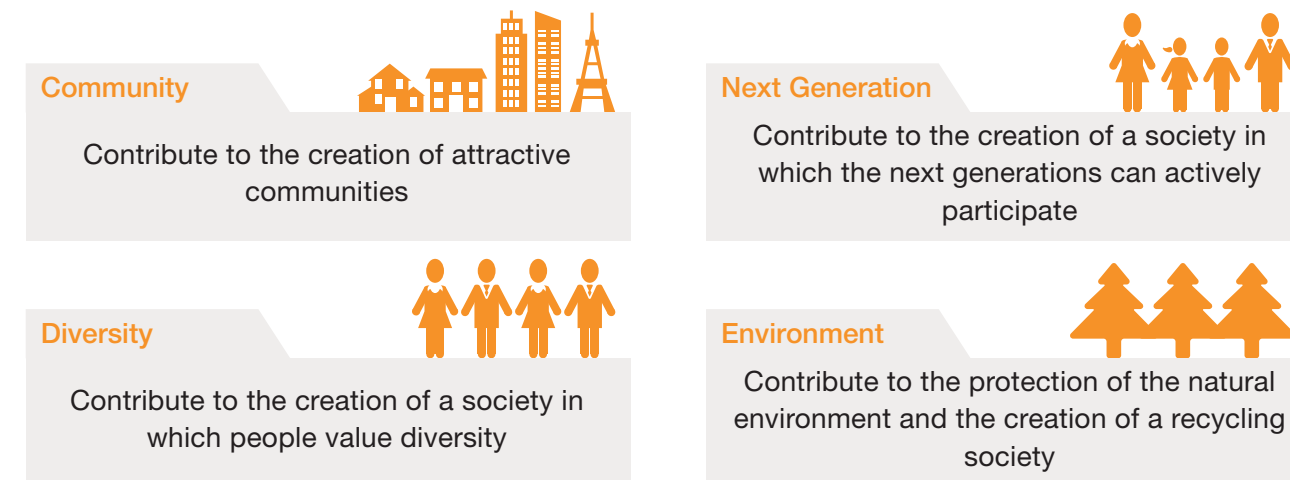 Community
Contribute to the creation of attractive
communities
Next Generation
Contribute to the creation of a society in
which the next generations can actively
participate
Diversity
Contribute to the creation of a society in
which people value diversity
Environment
Contribute to the protection of the natural
environment and the creation of a recycling
society